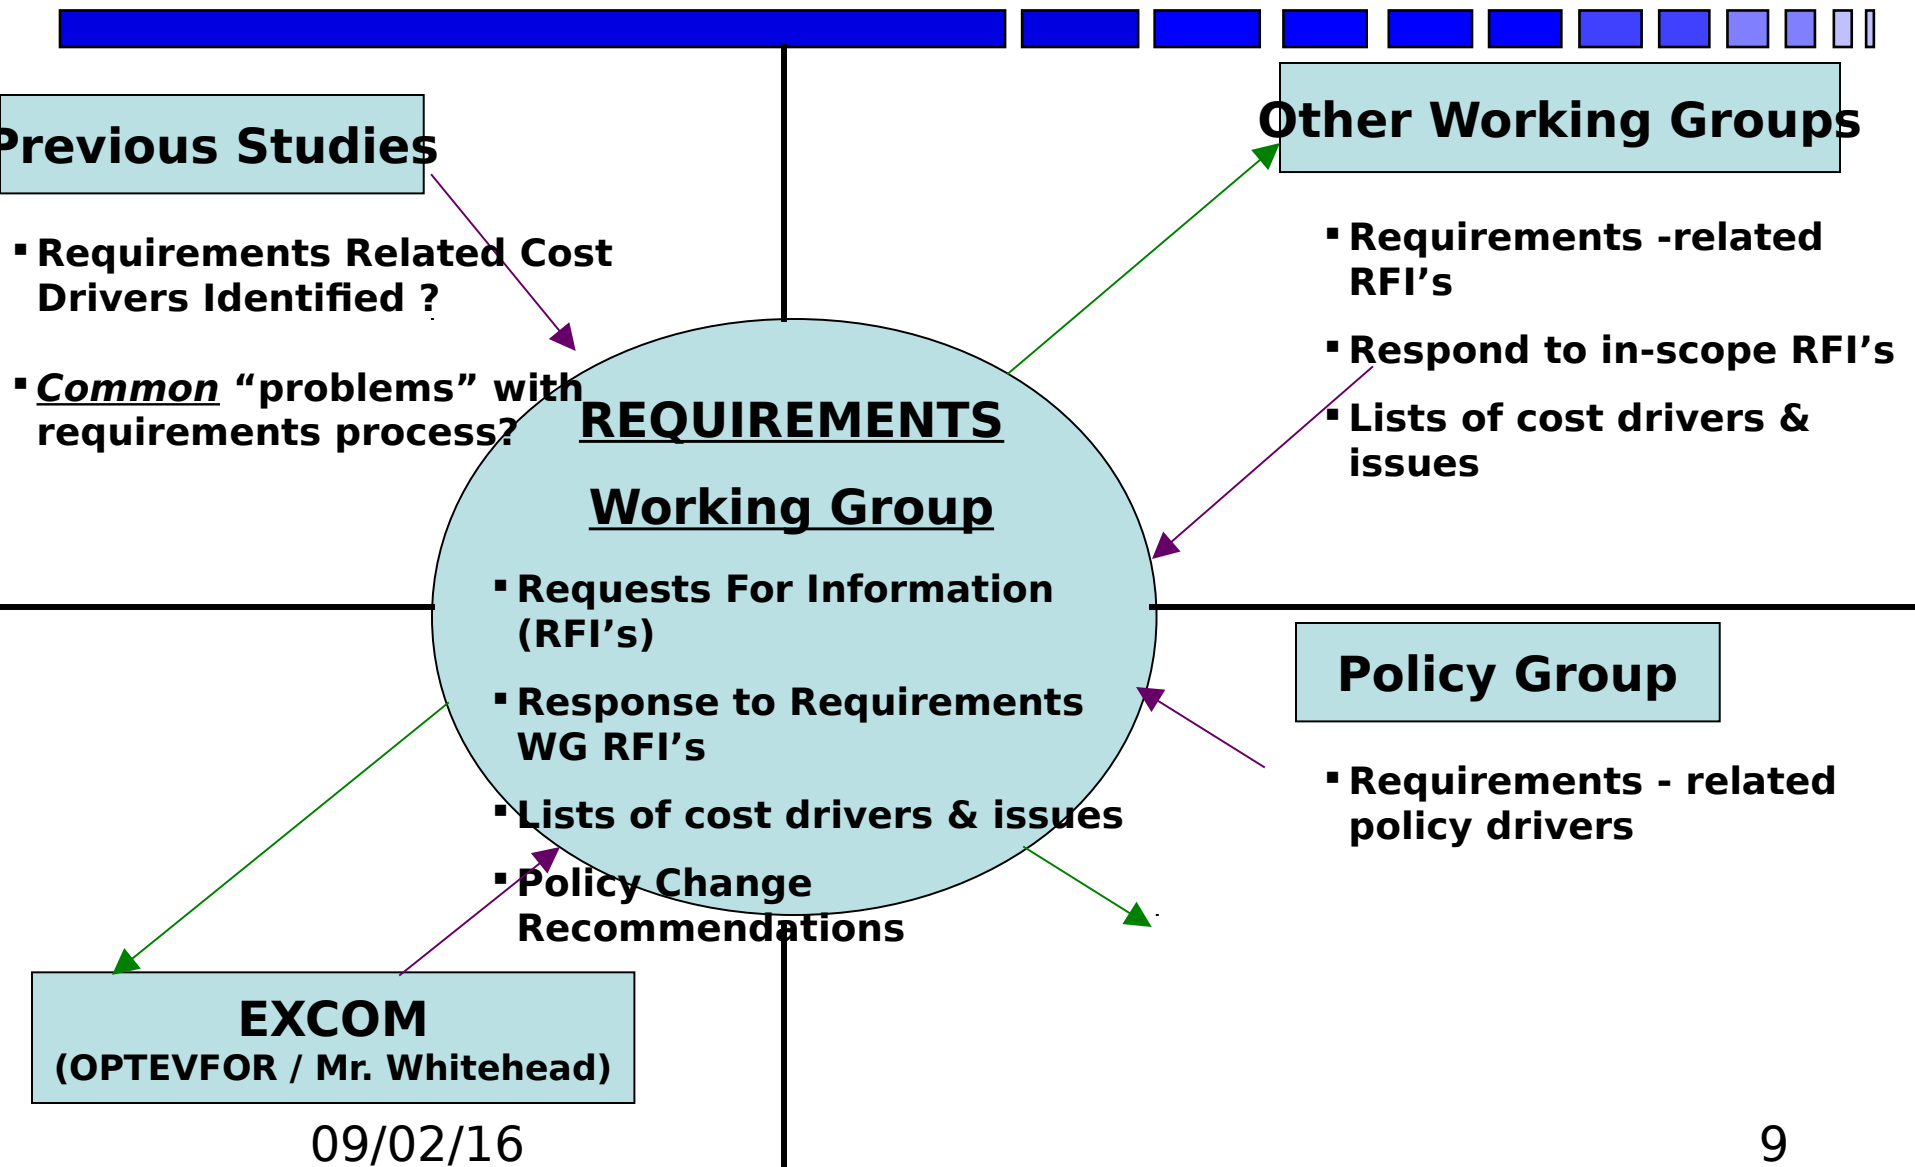 Previous Studies
▪ Requirements Related Cost
Drivers Identified ?
▪ Common “problems” with
requirements process?
Other Working Groups
▪ Requirements -related
RFI’s
▪ Respond to in-scope RFI’s
▪ Lists of cost drivers &
issues
REQUIREMENTS
Working Group
▪ Requests For Information
(RFI’s)
▪ Response to Requirements
WG RFI’s
▪ Lists of cost drivers & issues
▪ Policy Change
Recommendations
Policy Group
▪ Requirements - related
policy drivers
EXCOM
(OPTEVFOR / Mr. Whitehead)
09/02/16
9